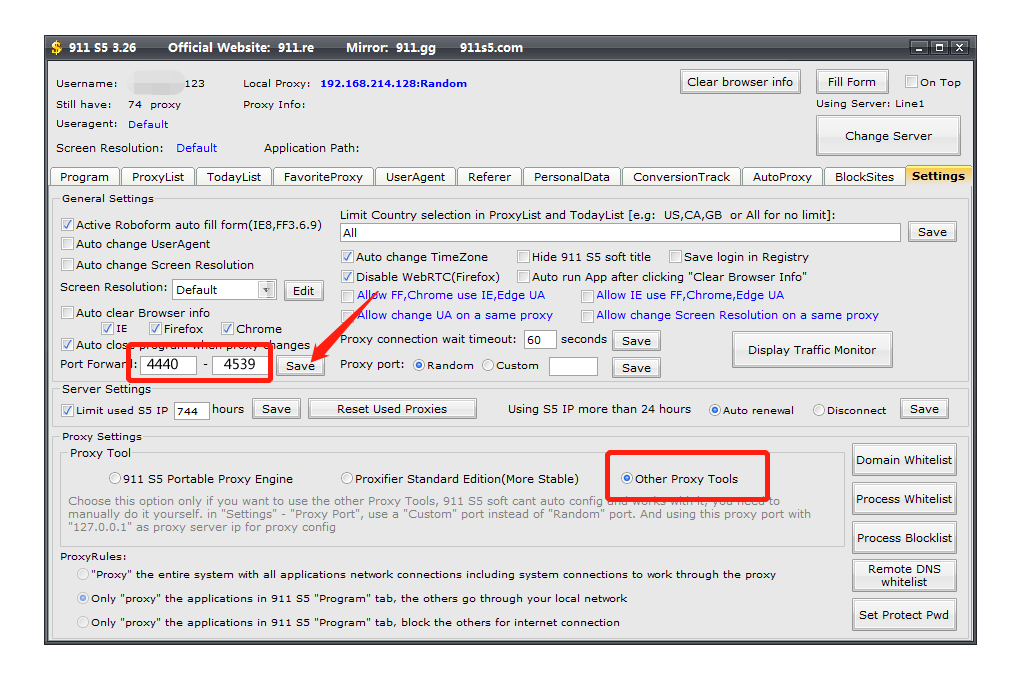 911 S5 3.26 Official Website: 911.re Mirror: 911.gg 911s5.com
Username: 123 Local Proxy: 192.168.214.128:Random Clear browser info Fill Form On Top
Still have: 74 proxy Proxy Info: Using Server: Line1
Useragent: Default Change Server
Screen Resolution: Default Application Path:
Program ProxyList TodayList FavoriteProxy UserAgent Referer PersonalData ConversionTrack AutoProxy BlockSites Settings
General Settings
Active Roboform auto fill form(IE8,FF3.6.9)
Auto change UserAgent
Auto change Screen Resolution
Screen Resolution: Default Edit
Auto clear Browser info
IE Firefox Chrome
Auto close program when proxy changes
Port Forward: 4440 - 4539 Save
Limit Country selection in ProxyList and TodayList [e.g: US,CA,GB or All for no limit]:
All Save
Auto change TimeZone Hide 911 S5 soft title Save login in Registry
Disable WebRTC(Firefox) Auto run App after clicking "Clear Browser Info"
Allow FF,Chrome use IE,Edge UA Allow IE use FF,Chrome,Edge UA
Allow change UA on a same proxy Allow change Screen Resolution on a same proxy
Proxy connection wait timeout: 60 seconds Save Display Traffic Monitor
Proxy port: Random Custom Save
Server Settings
Limit used S5 IP 744 hours Save Reset Used Proxies Using S5 IP more than 24 hours Auto renewal Disconnect Save
Proxy Settings
Proxy Tool
911 S5 Portable Proxy Engine Proxifier Standard Edition(More Stable) Other Proxy Tools
Choose this option only if you want to use the other Proxy Tools, 911 S5 soft cant auto config and works with it, you need to
manually do it yourself. in "Settings" - "Proxy Port", use a "Custom" port instead of "Random" port. And using this proxy port with
"127.0.0.1" as proxy server ip for proxy config
ProxyRules:
"Proxy" the entire system with all applications network connections including system connections to work through the proxy
Only "proxy" the applications in 911 S5 "Program" tab, the others go through your local network
Only "proxy" the applications in 911 S5 "Program" tab, block the others for internet connection
Domain Whitelist
Process Whitelist
Process Blocklist
Remote DNS
whitelist
Set Protect Pwd